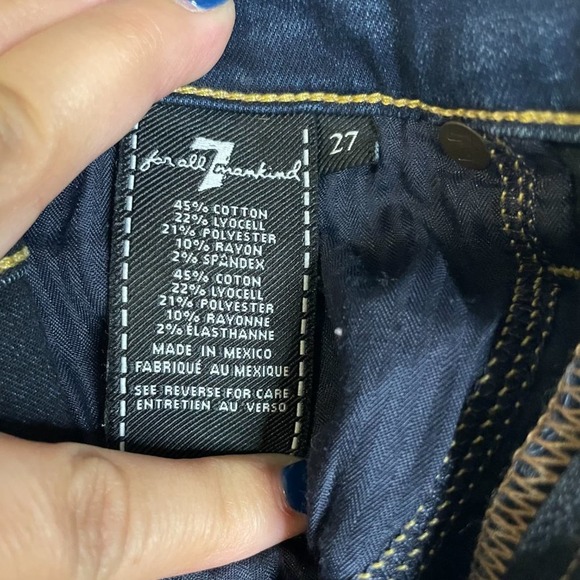 for all 7 mankind
27
45% COTTON
22% LYOCELL
21% POLYESTER
10% RAYON
2% SPANDEX
45% COTON
22% LYOCELL
21% POLYESTER
10% RAYONNE
2% ÉLASTHANNE
MADE IN MEXICO
FABRIQUÉ AU MEXIQUE
SEE REVERSE FOR CARE
ENTRETIEN AU VERSO